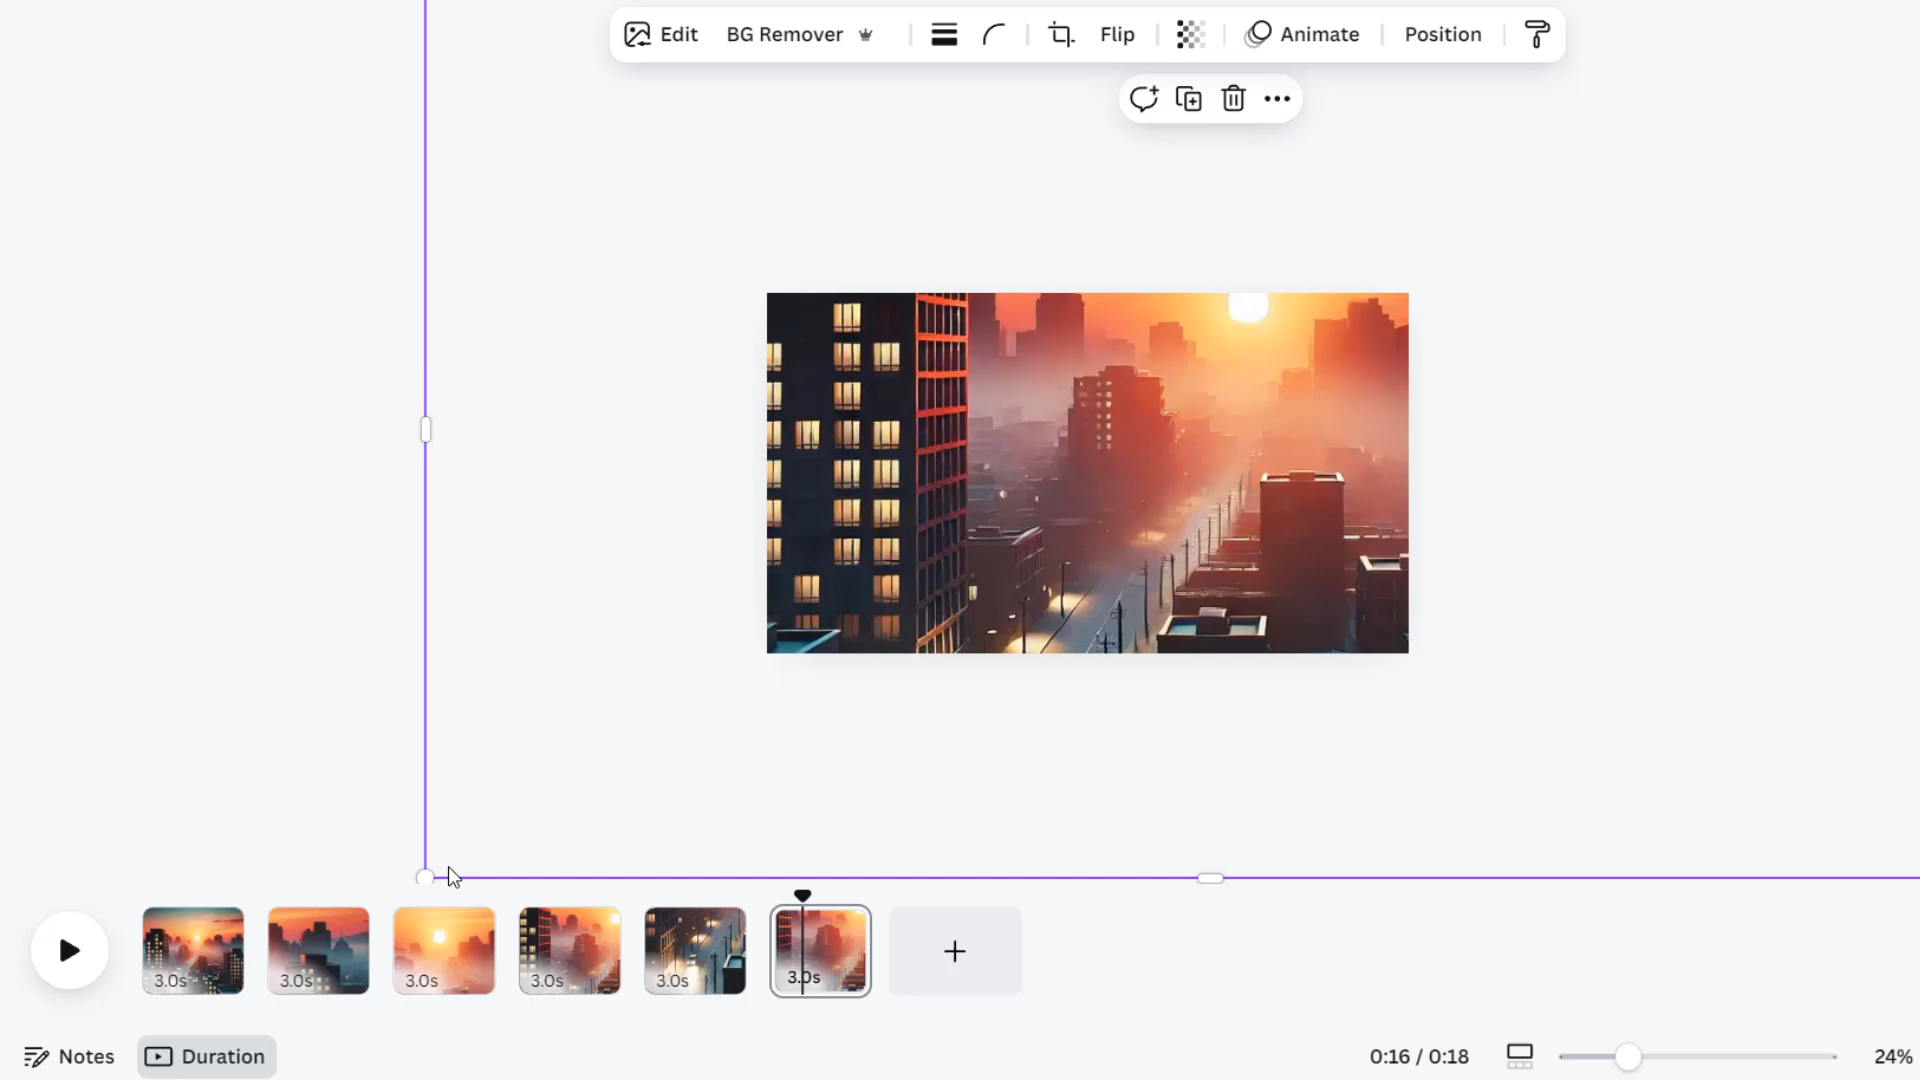 Edit BG Remover Flip Animate Position
3.0s 3.0s 3.0s 3.0s 3.0s 3.0s
Notes Duration 0:16 / 0:18 24%